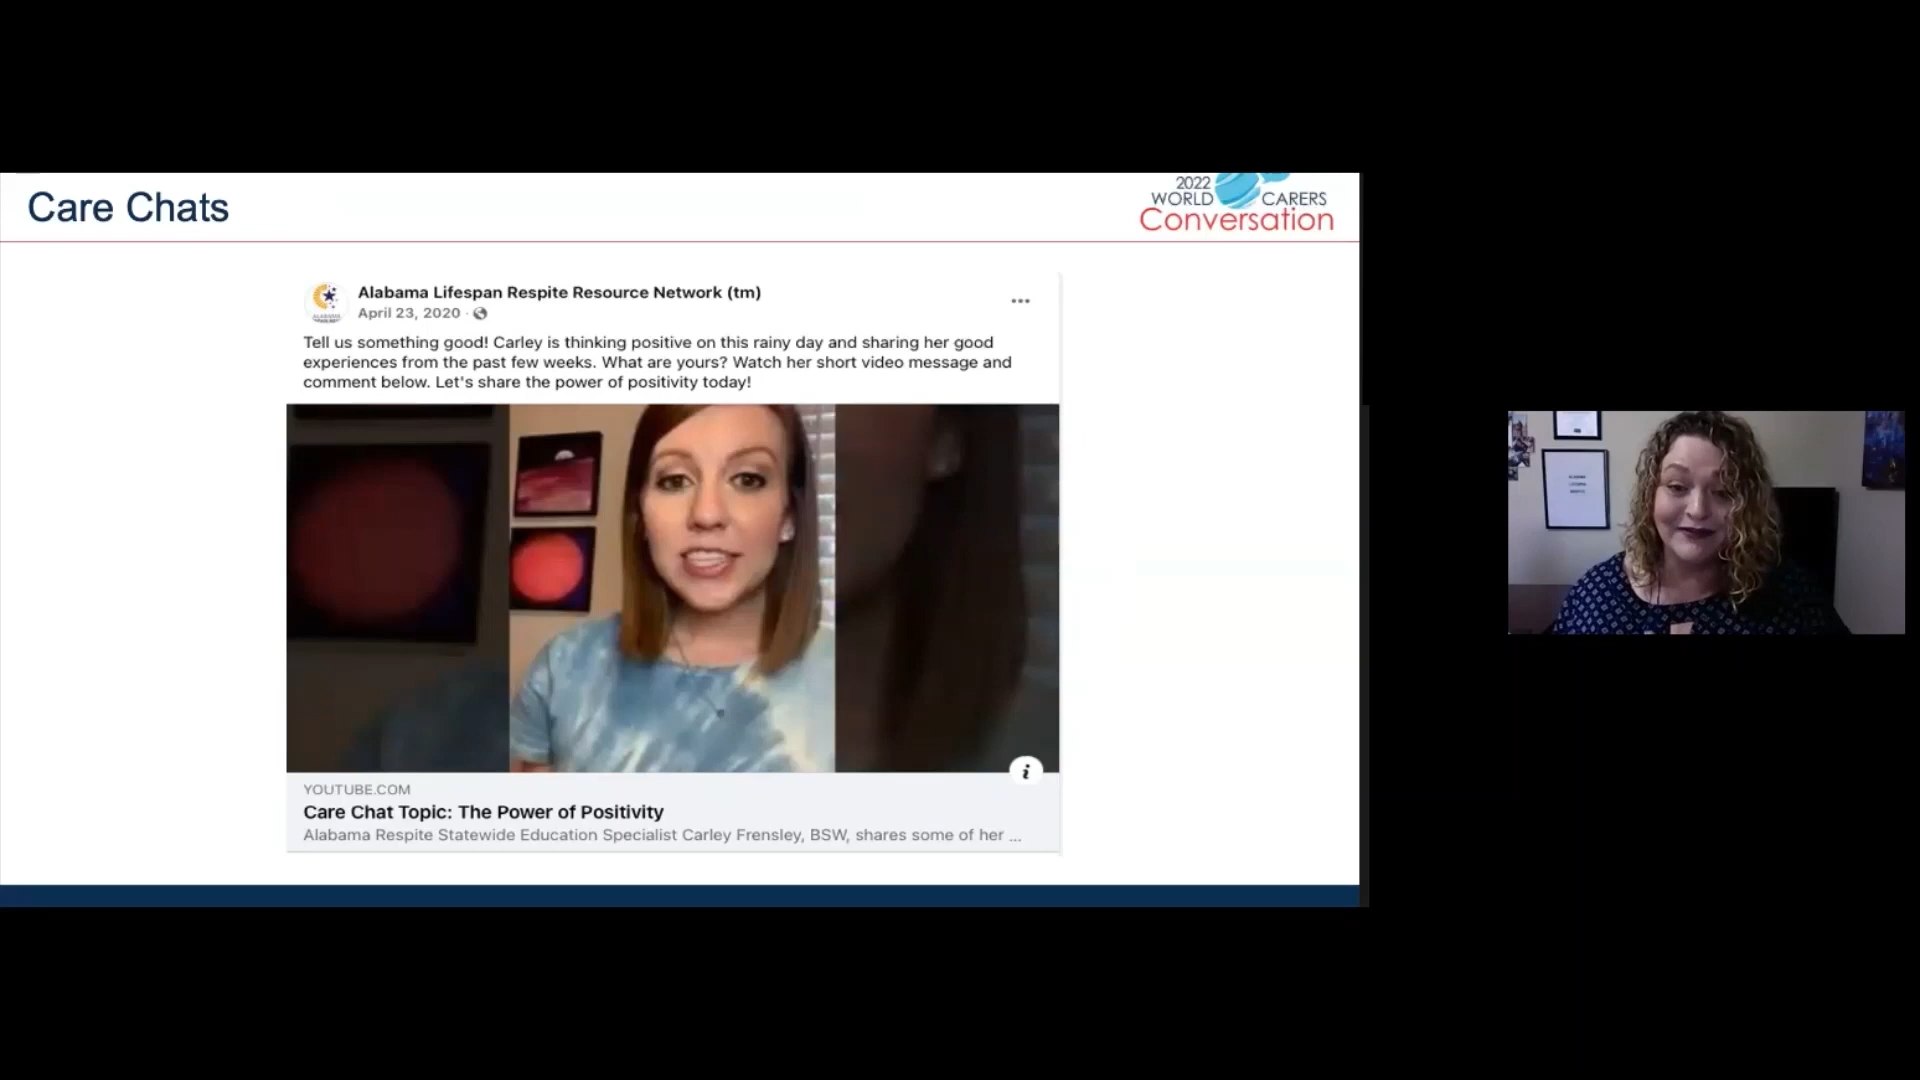 Care Chats
2022
WORLD CARERS
Conversation
Alabama Lifespan Respite Resource Network (tm)
April 23, 2020 ·
Tell us something good! Carley is thinking positive on this rainy day and sharing her good
experiences from the past few weeks. What are yours? Watch her short video message and
comment below. Let's share the power of positivity today!
i
YOUTUBE.COM
Care Chat Topic: The Power of Positivity
Alabama Respite Statewide Education Specialist Carley Frensley, BSW, shares some of her ...